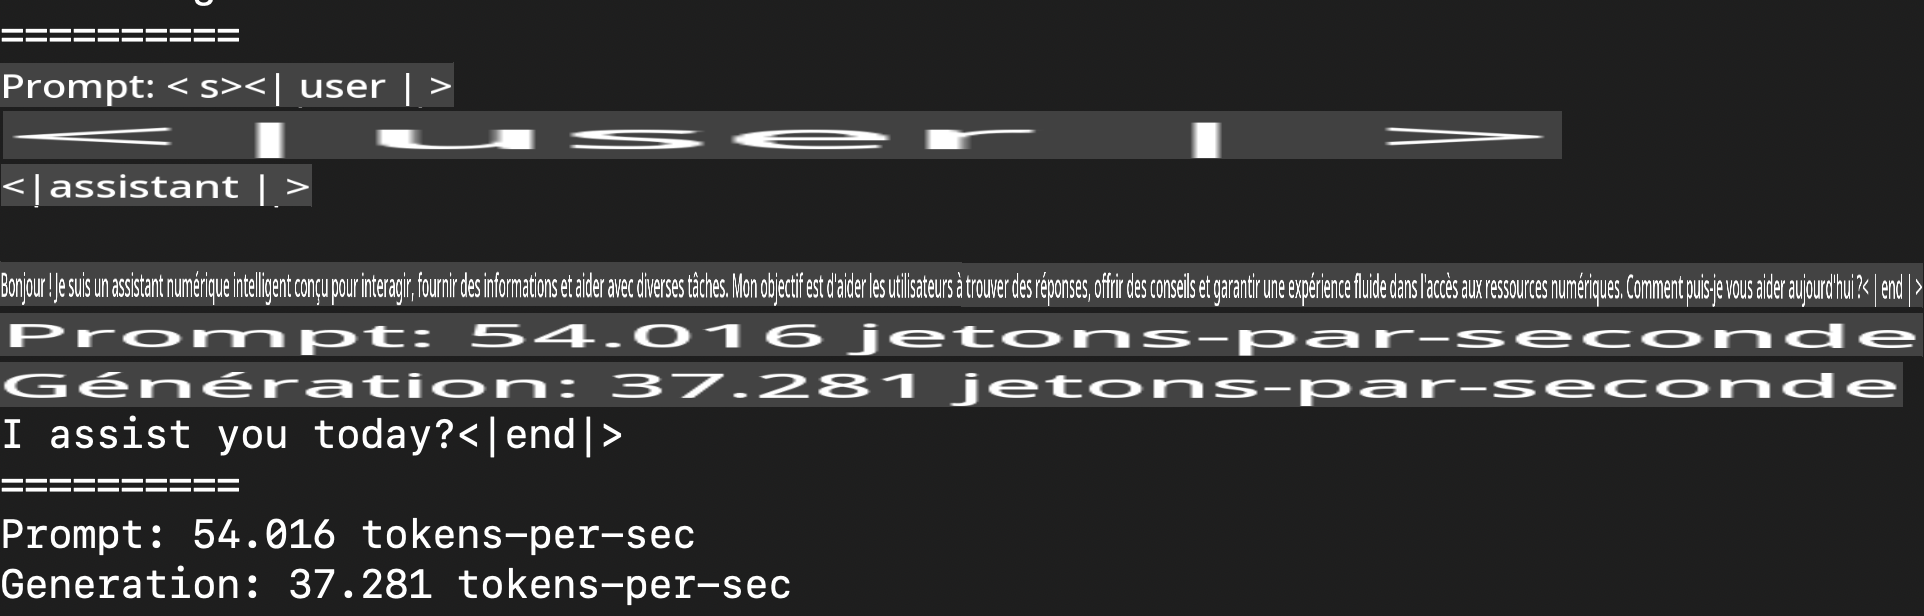 ==========
Prompt: < s><| user | >
< | user | >
<|assistant | >
Bonjour ! Je suis un assistant numérique intelligent conçu pour interagir, fournir des informations et aider avec diverses tâches. Mon objectif est d'aider les utilisateurs à trouver des réponses, offrir des conseils et garantir une expérience fluide dans l'accès aux ressources numériques. Comment puis-je vous aider aujourd'hui ?< | end | >
Prompt: 54.016 jetons-par-seconde
Génération: 37.281 jetons-par-seconde
I assist you today?<|end|>
==========
Prompt: 54.016 tokens-per-sec
Generation: 37.281 tokens-per-sec